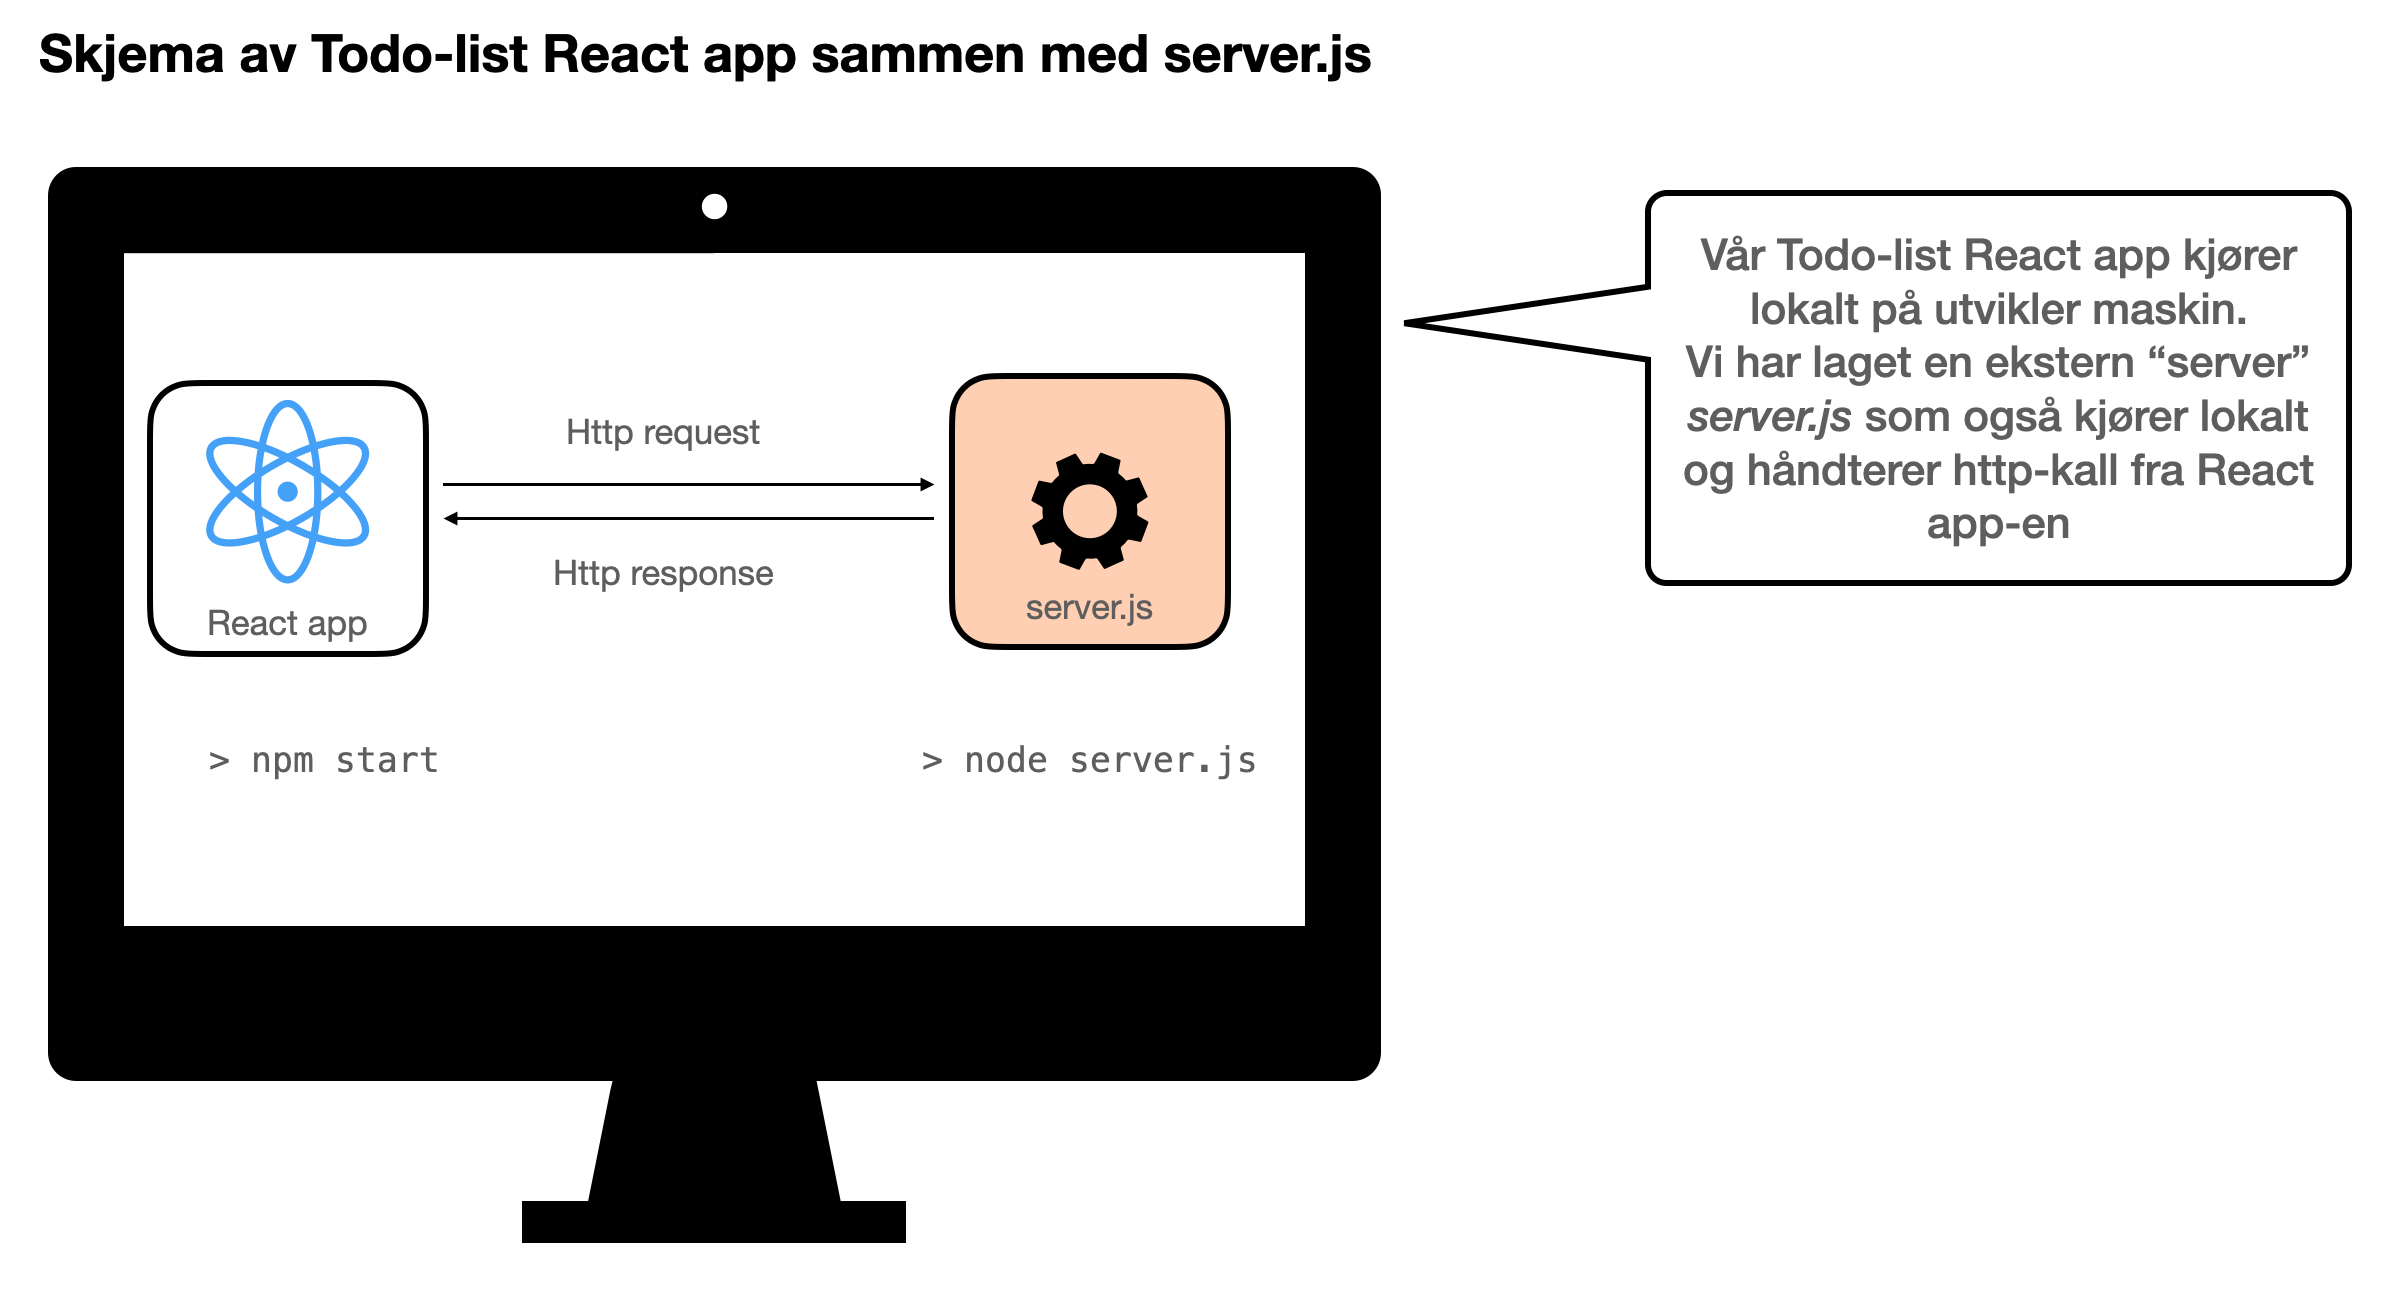 Skjema av Todo-list React app sammen med server.js
Vår Todo-list React app kjører
lokalt på utvikler maskin.
Vi har laget en ekstern “server”
server.js som også kjører lokalt
og håndterer http-kall fra React
app-en
Http request
Http response
React app
server.js
> npm start
> node server.js